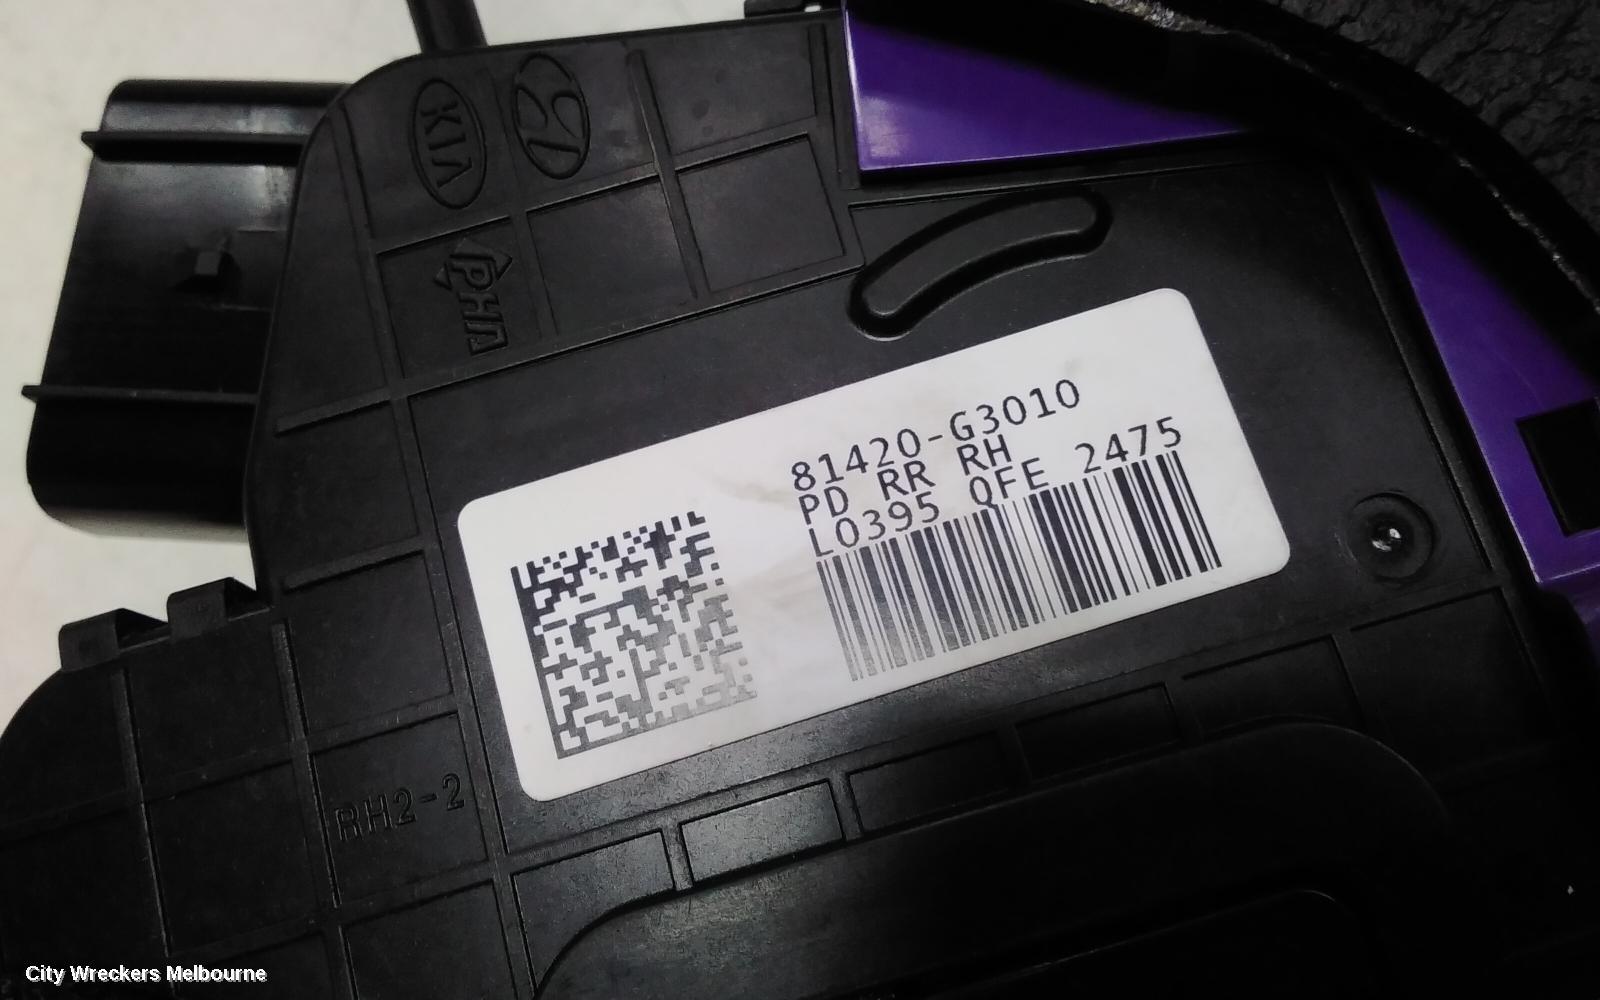 KIA
PHA
81420-G3010
PD RR RH
L0395 QFE 2475
RH2-2
City Wreckers Melbourne